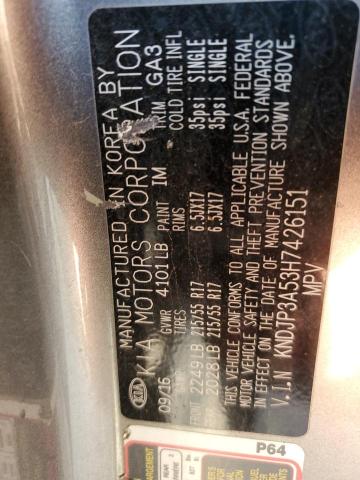 MANUFACTURED IN KOREA BY
KIA KIA MOTORS CORPORATION
09/16 GVWR 4101LB PAINT IM TRIM GA3
TIRES RIMS COLD TIRE INFL
FRONT 2249LB 215/55 R17 6.5JX17 35psi SINGLE
2028LB 215/55 R17 6.5JX17 35psi SINGLE
THIS VEHICLE CONFORMS TO ALL APPLICABLE U.S.A. FEDERAL
MOTOR VEHICLE SAFETY AND THEFT PREVENTION STANDARDS
IN EFFECT ON THE DATE OF MANUFACTURE SHOWN ABOVE.
V.I.N KNDJP3A53H7426151
MPV
P64
REAR